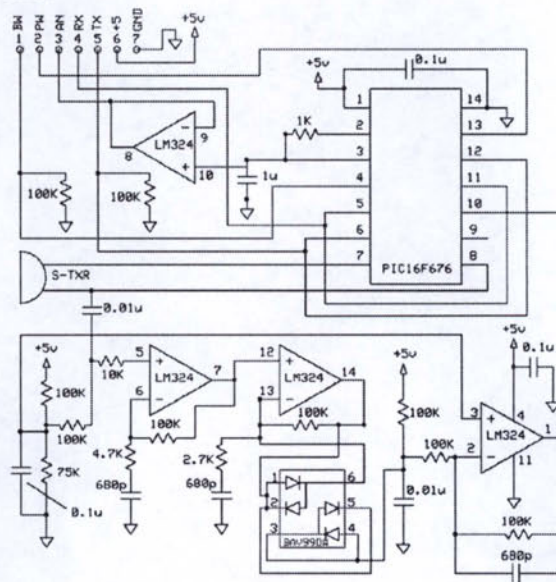 BW PW AN RX TX +5 GND
1 2 3 4 5 6 7
+5v
+5v
0.1u
1 14
1K
2 13
LM324
8 9 10
3 12
1u
4 11
100K
100K
5 10
6 9
7 8
PIC16F676
S-TXR
0.01u
+5v
100K
100K
75K
0.1u
10K
5 6 7
LM324
100K
4.7K
680p
12 13 14
LM324
100K
2.7K
680p
1 6
2 5
3 4
BAV99DA
+5v
100K
100K
0.01u
+5v
0.1u
3 4 2 1
LM324
11
100K
680p